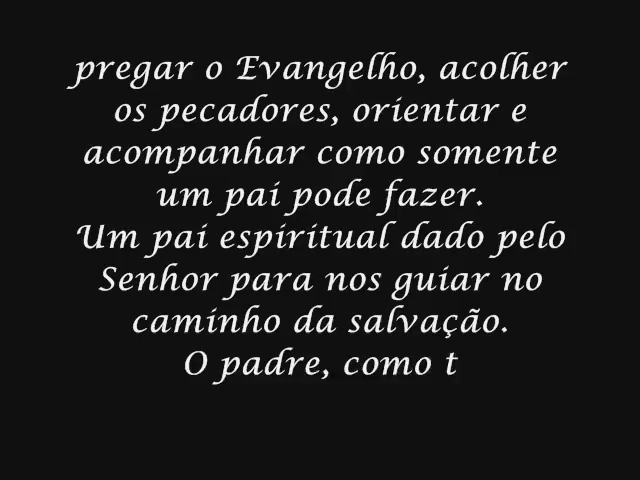 pregar o Evangelho, acolher
os pecadores, orientar e
acompanhar como somente
um pai pode fazer.
Um pai espiritual dado pelo
Senhor para nos guiar no
caminho da salvação.
O padre, como t